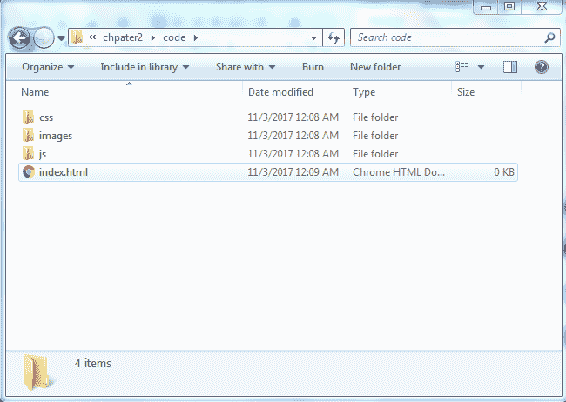 « chpater2 code Search code
Organize Include in library Share with Burn New folder
Name Date modified Type Size
css 11/3/2017 12:08 AM File folder
images 11/3/2017 12:08 AM File folder
js 11/3/2017 12:08 AM File folder
index.html 11/3/2017 12:09 AM Chrome HTML Do... 0 KB
4 items